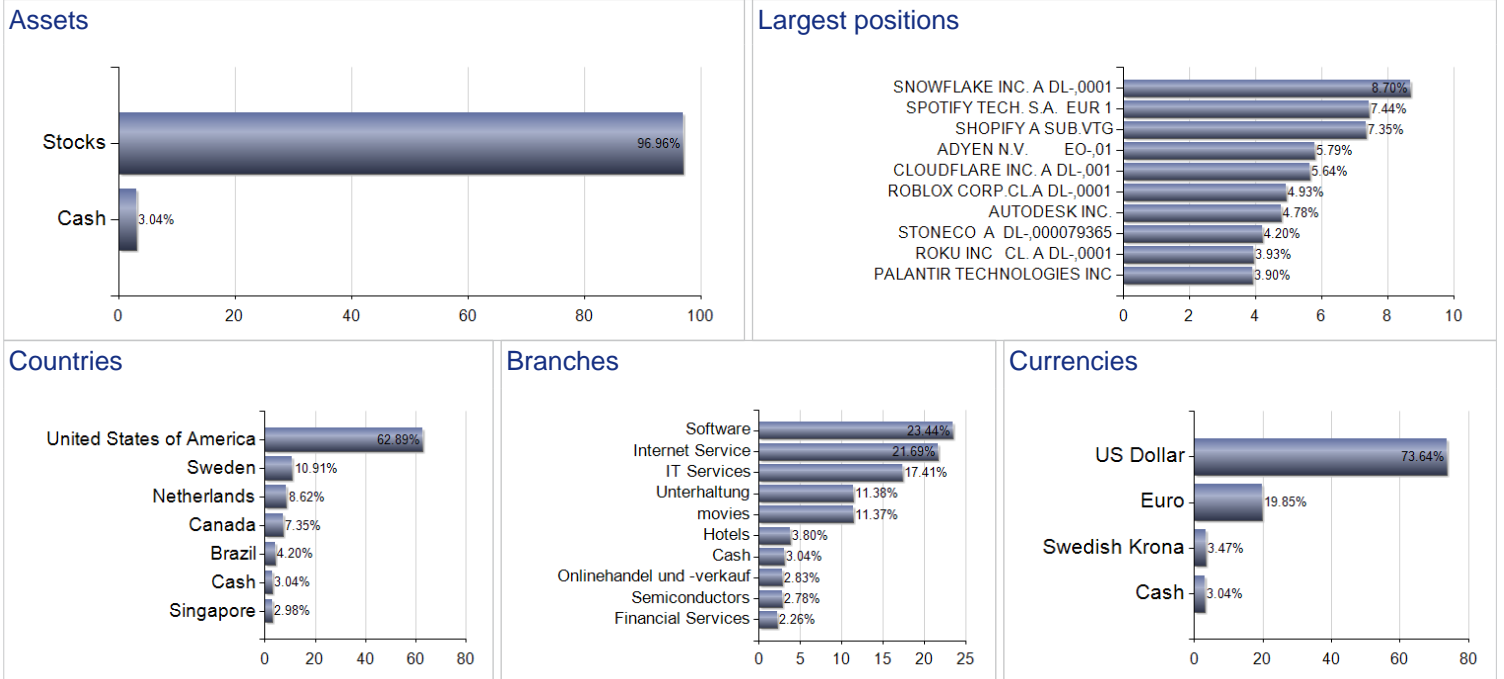 Assets
Stocks
96.96%
Cash
3.04%
0 20 40 60 80 100
Largest positions
SNOWFLAKE INC. A DL-,0001 8.70%
SPOTIFY TECH. S.A. EUR 1 7.44%
SHOPIFY A SUB.VTG 7.35%
ADYEN N.V. EO-,01 5.79%
CLOUDFLARE INC. A DL-,001 5.64%
ROBLOX CORP.CL.A DL-,0001 4.93%
AUTODESK INC. 4.78%
STONECO A DL-,000079365 4.20%
ROKU INC CL. A DL-,0001 3.93%
PALANTIR TECHNOLOGIES INC 3.90%
0 2 4 6 8 10
Countries
United States of America 62.89%
Sweden 10.91%
Netherlands 8.62%
Canada 7.35%
Brazil 4.20%
Cash 3.04%
Singapore 2.98%
0 20 40 60 80
Branches
Software 23.44%
Internet Service 21.69%
IT Services 17.41%
Unterhaltung 11.38%
movies 11.37%
Hotels 3.80%
Cash 3.04%
Onlinehandel und -verkauf 2.83%
Semiconductors 2.78%
Financial Services 2.26%
0 5 10 15 20 25
Currencies
US Dollar 73.64%
Euro 19.85%
Swedish Krona 3.47%
Cash 3.04%
0 20 40 60 80